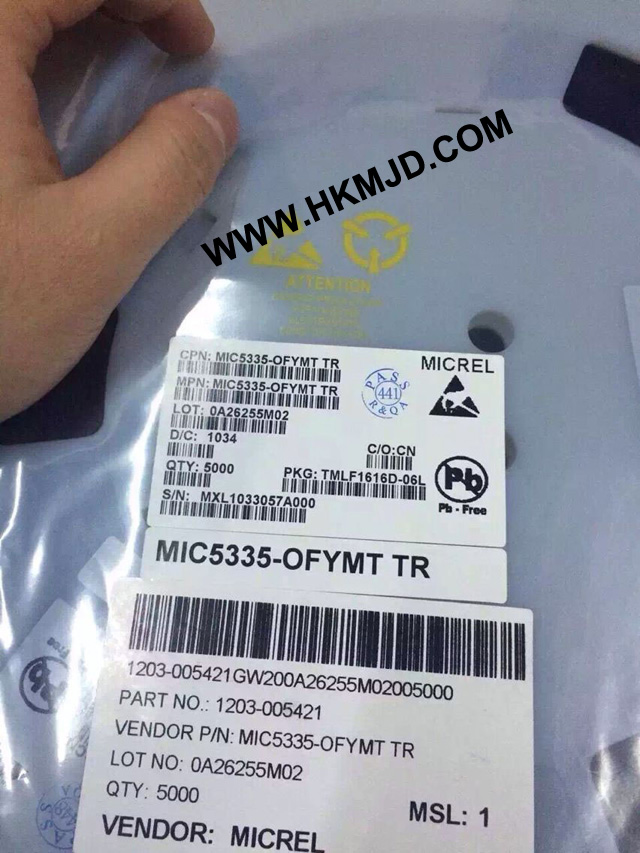 WWW.HKMJD.COM
ATTENTION
CPN: MIC5335-OFYMT TR
MICREL
MPN: MIC5335-OFYMT TR
PASS
441
R&QA
LOT: 0A26255M02
D/C: 1034
C/O:CN
QTY: 5000
PKG: TMLF1616D-06L
Pb
S/N: MXL1033057A000
Pb - Free
MIC5335-OFYMT TR
1203-005421GW200A26255M02005000
PART NO.: 1203-005421
VENDOR P/N: MIC5335-OFYMT TR
LOT NO: 0A26255M02
QTY: 5000
MSL: 1
VENDOR: MICREL
Pb